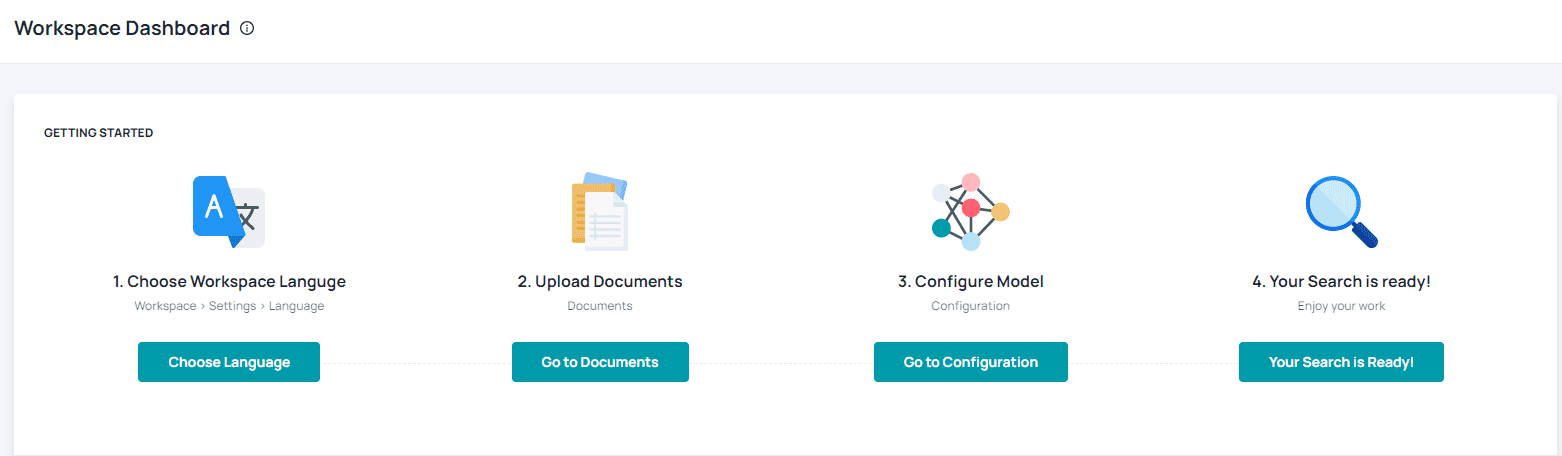 Workspace Dashboard
GETTING STARTED
A 文
1. Choose Workspace Languge
Workspace > Settings > Language
Choose Language
2. Upload Documents
Documents
Go to Documents
3. Configure Model
Configuration
Go to Configuration
4. Your Search is ready!
Enjoy your work
Your Search is Ready!